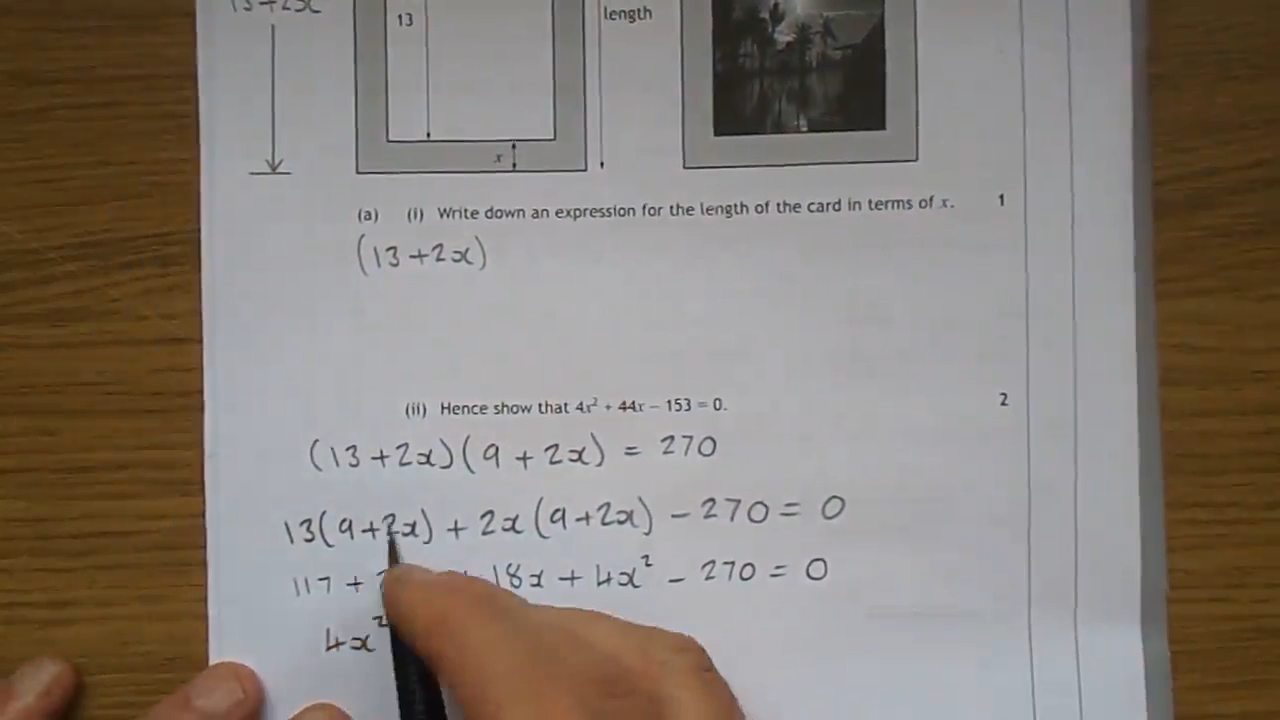 13+2x
13
length
x
(a) (i) Write down an expression for the length of the card in terms of x. 1
(13+2x)
(ii) Hence show that 4x² + 44x − 153 = 0. 2
(13+2x)(9+2x) = 270
13(9+2x) + 2x(9+2x) − 270 = 0
117 + 18x + 4x² − 270 = 0
4x²